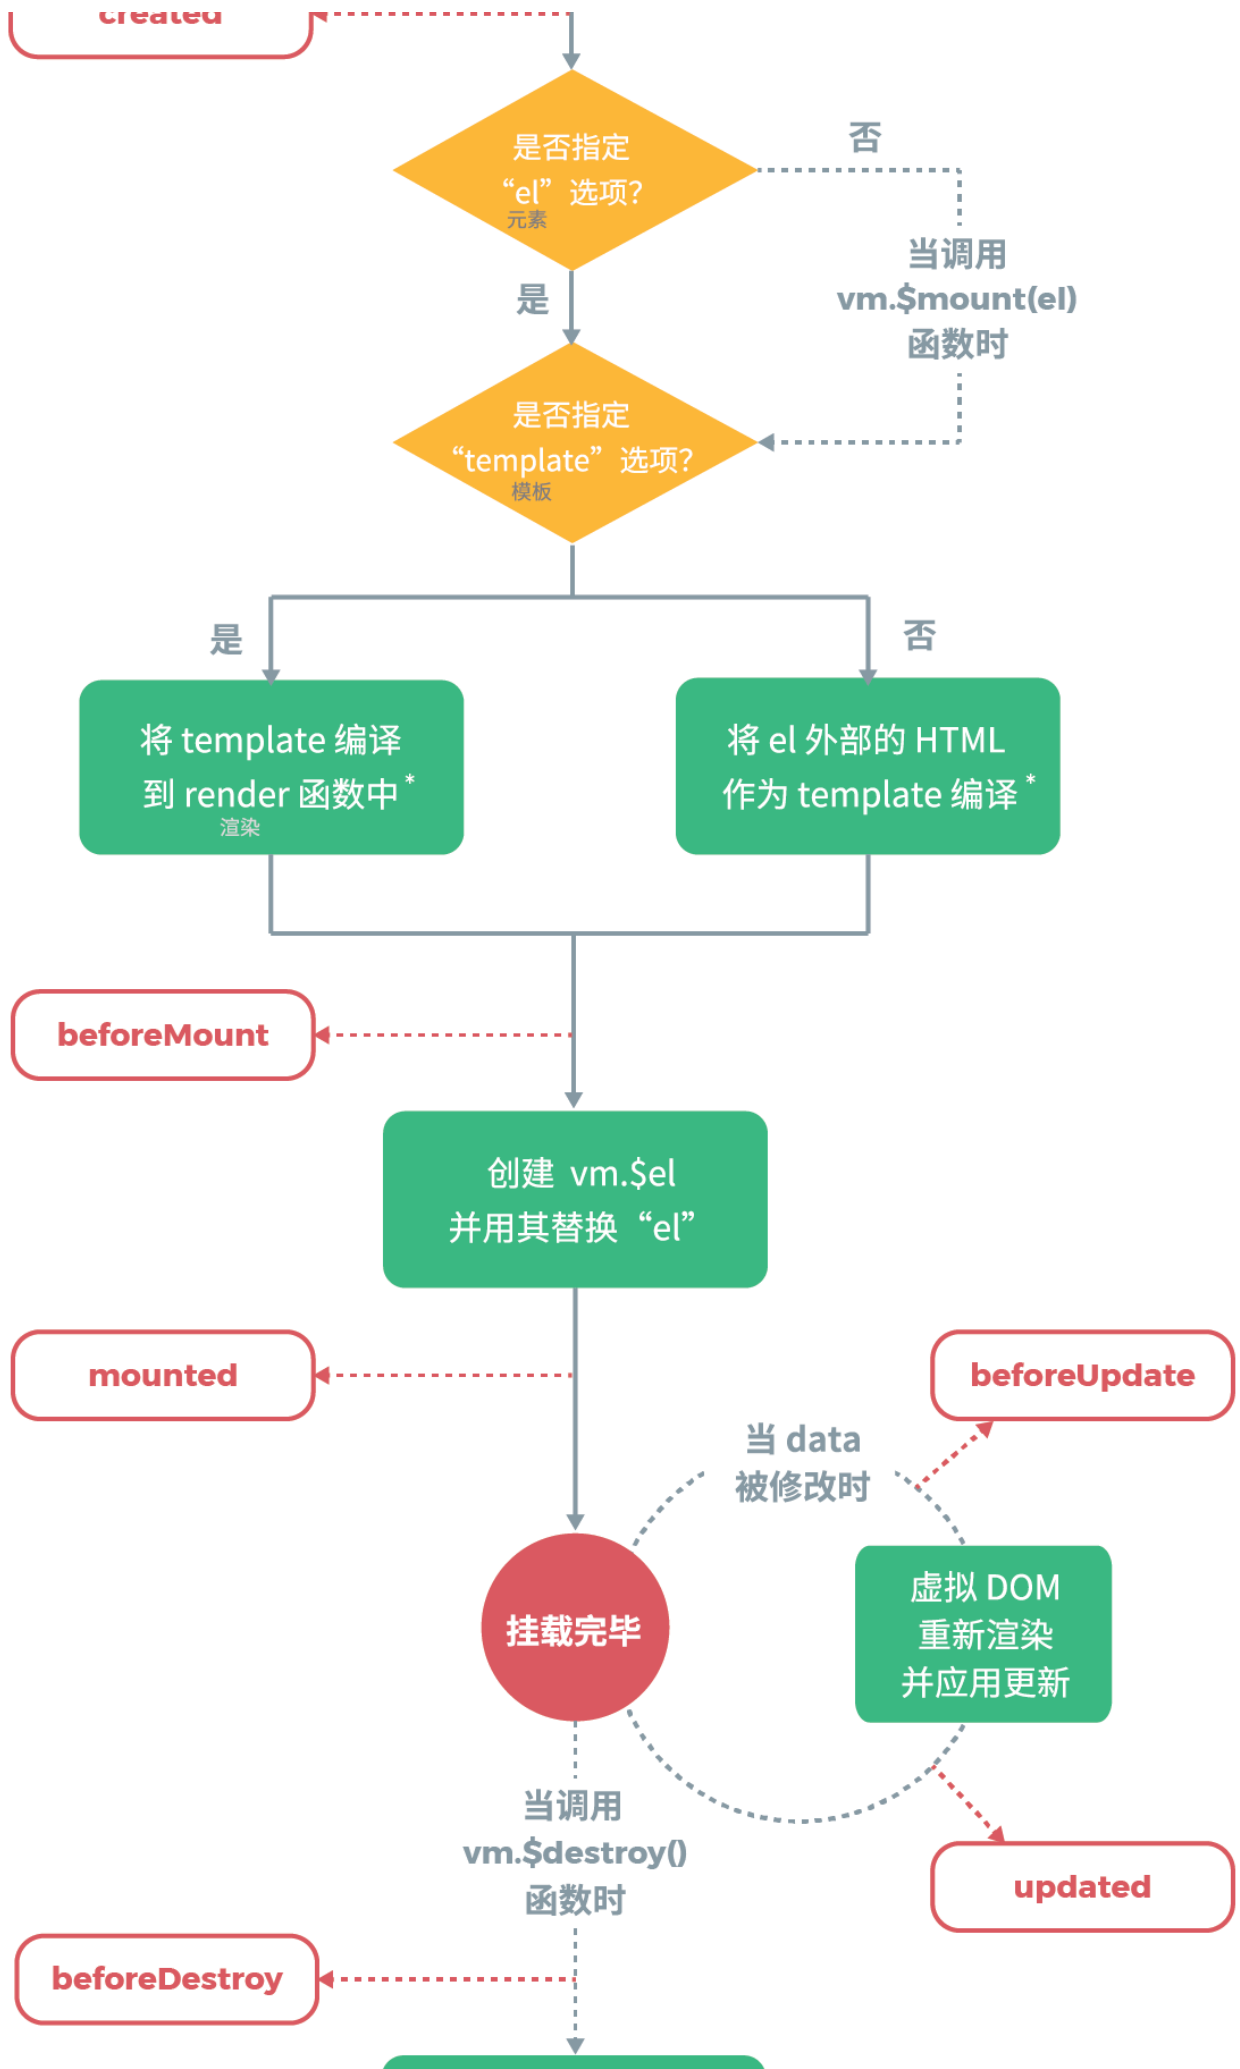 created
是否指定
“el”选项?
元素
否
当调用
vm.$mount(el)
函数时
是
是否指定
“template”选项?
模板
是
否
将 template 编译
到 render 函数中*
渲染
将 el 外部的 HTML
作为 template 编译*
beforeMount
创建 vm.$el
并用其替换“el”
mounted
beforeUpdate
当 data
被修改时
挂载完毕
虚拟 DOM
重新渲染
并应用更新
当调用
vm.$destroy()
函数时
updated
beforeDestroy